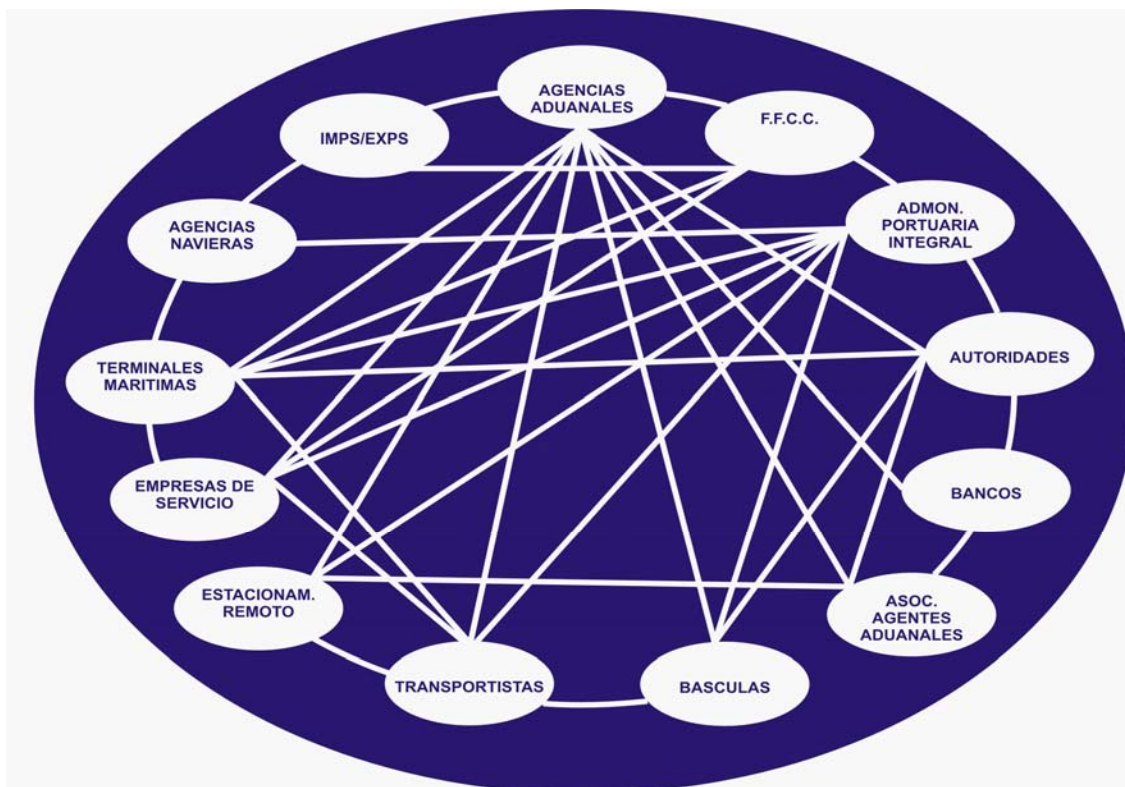 AGENCIAS
ADUANALES
F.F.C.C.
IMPS/EXPS
ADMON.
PORTUARIA
INTEGRAL
AGENCIAS
NAVIERAS
AUTORIDADES
TERMINALES
MARITIMAS
BANCOS
EMPRESAS DE
SERVICIO
ASOC.
AGENTES
ADUANALES
ESTACIONAM.
REMOTO
TRANSPORTISTAS
BASCULAS